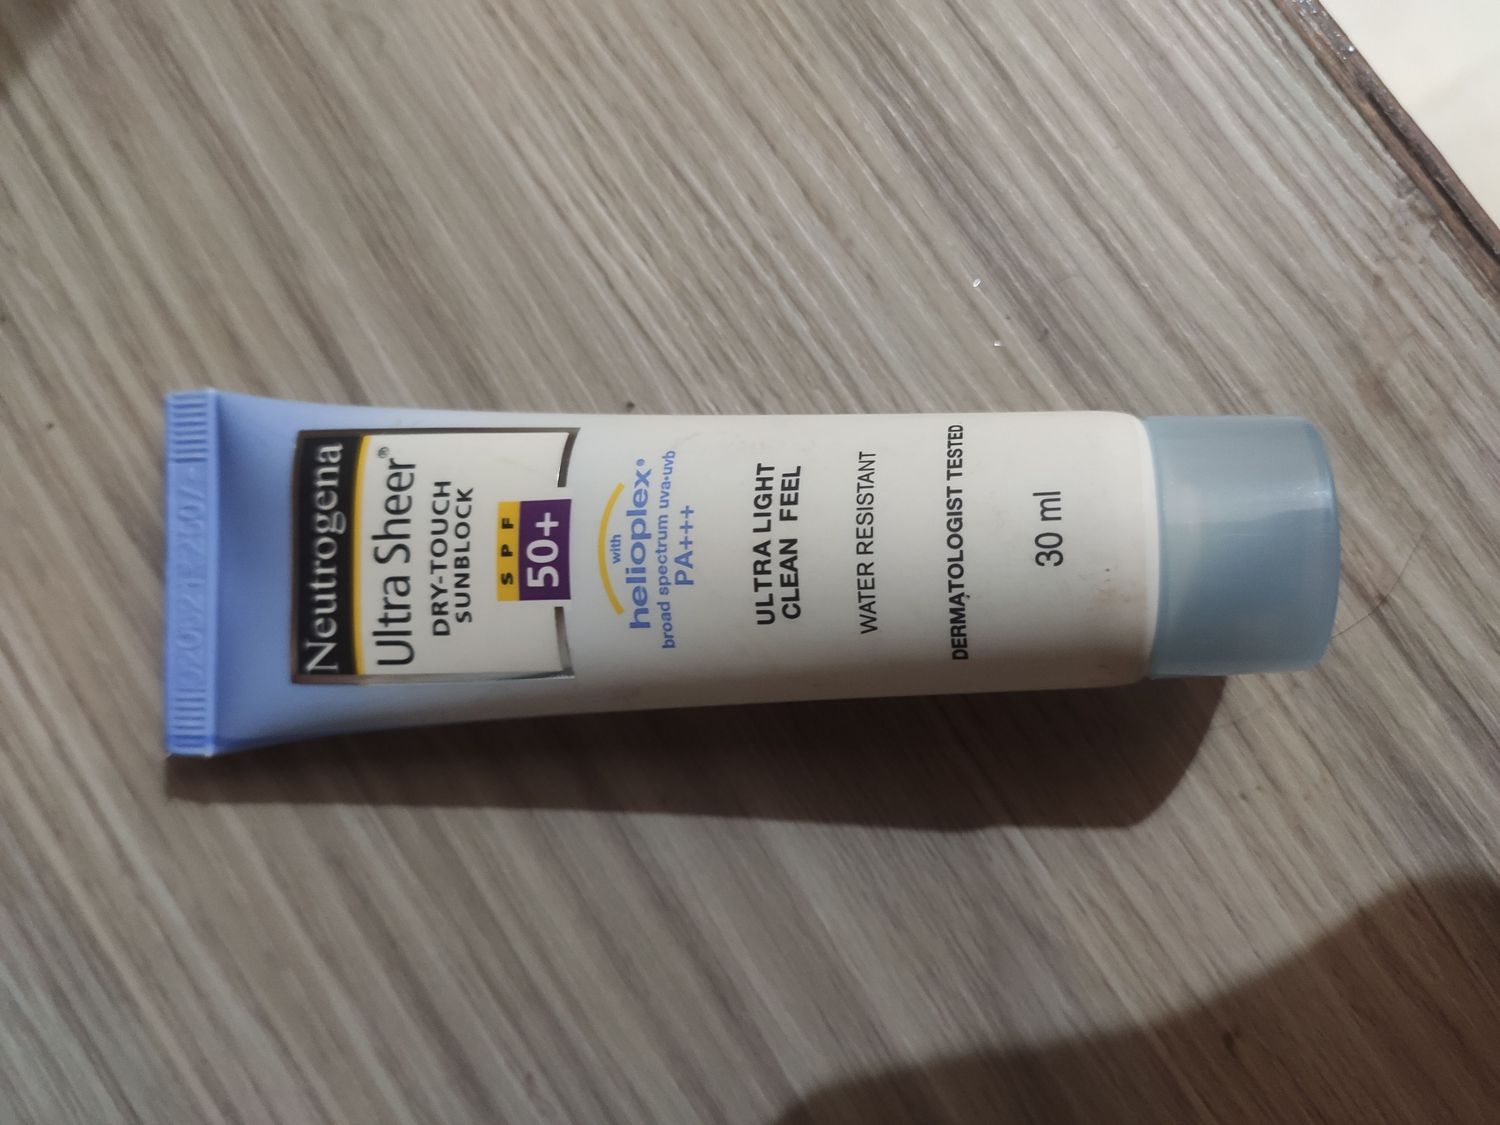 Neutrogena
Ultra Sheer®
DRY-TOUCH
SUNBLOCK
SPF
50+
with
helioplex®
broad spectrum uva•uvb
PA+++
ULTRA LIGHT
CLEAN FEEL
WATER RESISTANT
DERMATOLOGIST TESTED
30 ml